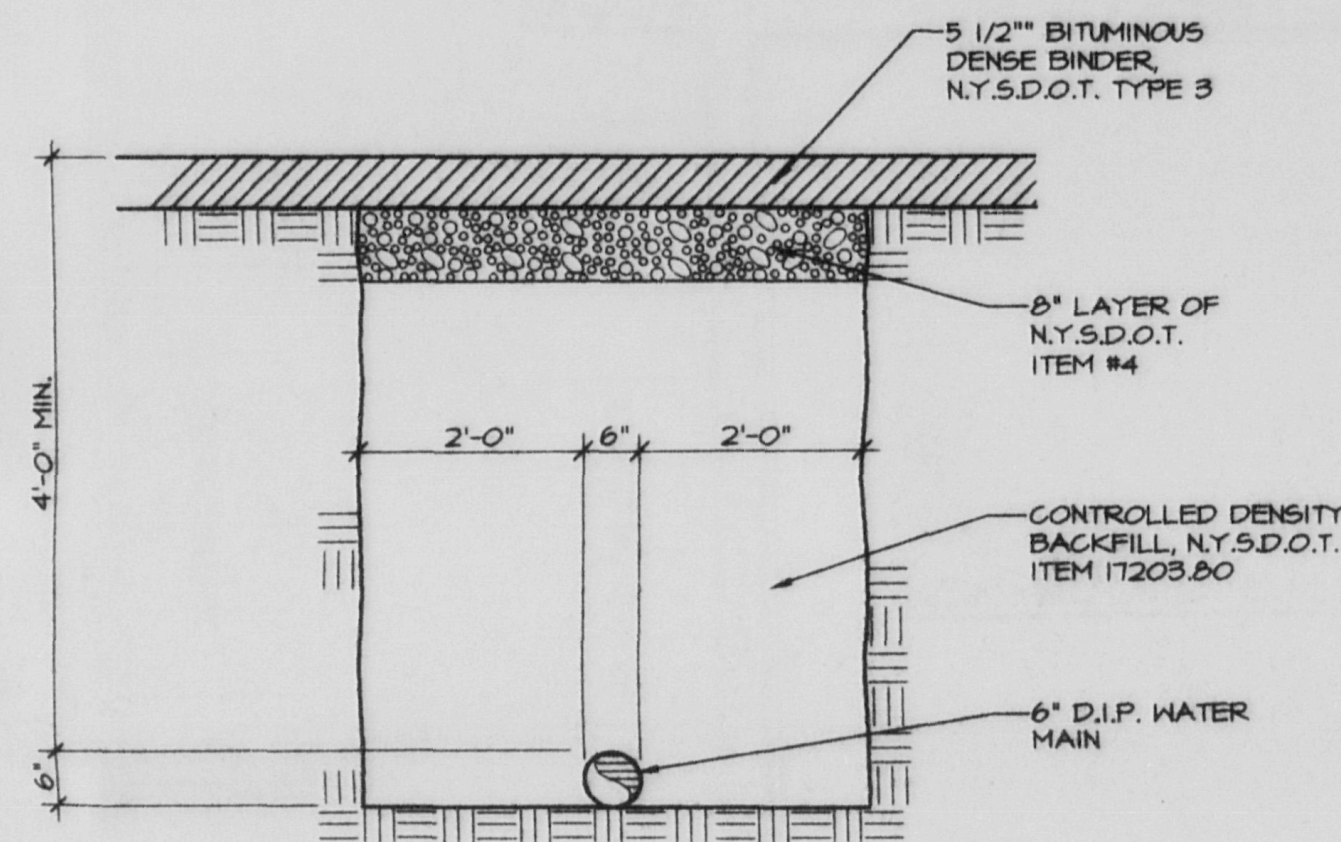 5 1/2"" BITUMINOUS
DENSE BINDER,
N.Y.S.D.O.T. TYPE 3
8" LAYER OF
N.Y.S.D.O.T.
ITEM #4
4'-0" MIN.
2'-0"
6"
2'-0"
CONTROLLED DENSITY
BACKFILL, N.Y.S.D.O.T.
ITEM 17203.80
6" D.I.P. WATER
MAIN
6"